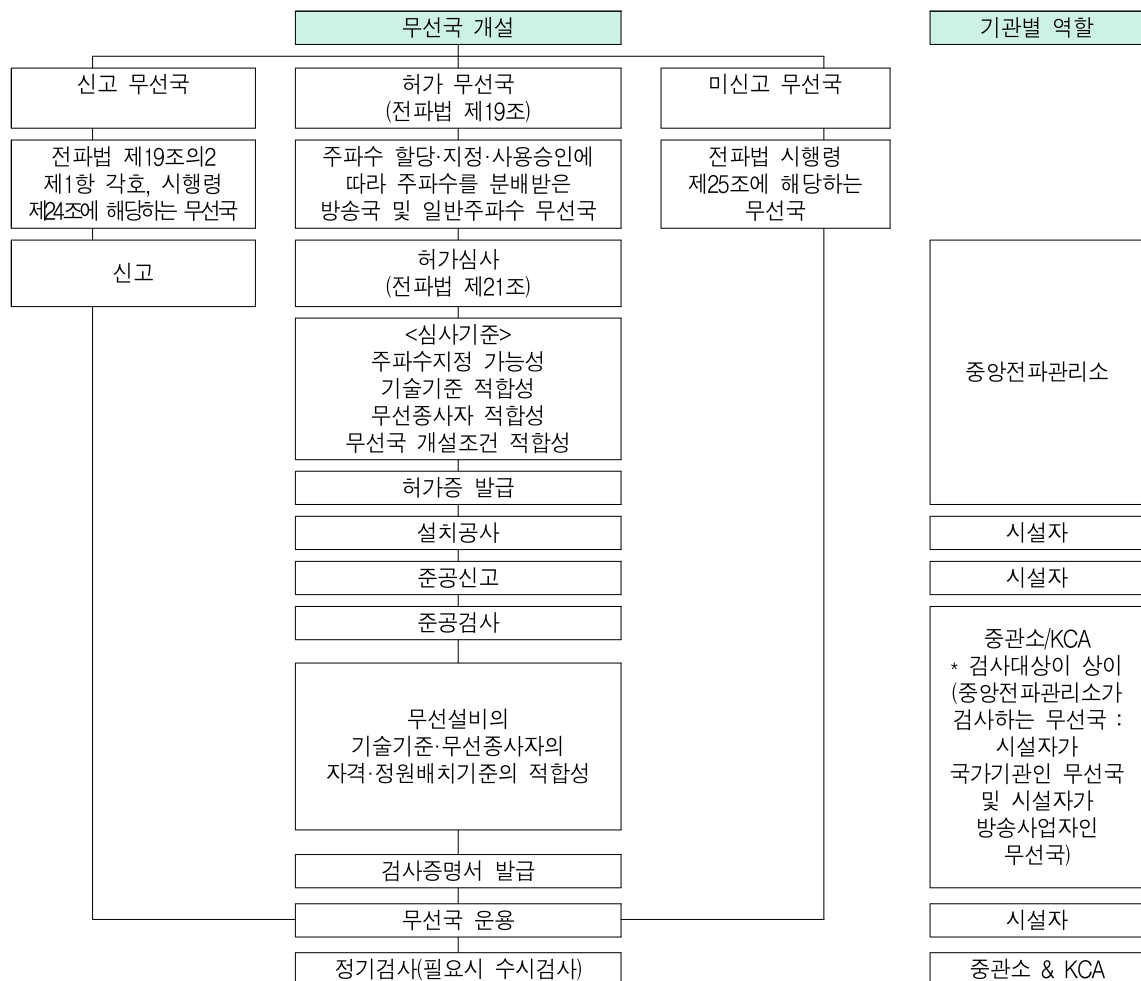 무선국 개설
기관별 역할
신고 무선국
허가 무선국
(전파법 제19조)
미신고 무선국
전파법 제19조의2
제1항 각호, 시행령
제24조에 해당하는 무선국
주파수 할당·지정·사용승인에
따라 주파수를 분배받은
방송국 및 일반주파수 무선국
전파법 시행령
제25조에 해당하는
무선국
신고
허가심사
(전파법 제21조)
<심사기준>
주파수지정 가능성
기술기준 적합성
무선종사자 적합성
무선국 개설조건 적합성
중앙전파관리소
허가증 발급
설치공사
시설자
준공신고
시설자
준공검사
무선설비의
기술기준·무선종사자의
자격·정원배치기준의 적합성
중관소/KCA
* 검사대상이 상이
(중앙전파관리소가
검사하는 무선국 :
시설자가
국가기관인 무선국
및 시설자가
방송사업자인
무선국)
검사증명서 발급
무선국 운용
시설자
정기검사(필요시 수시검사)
중관소 & KCA